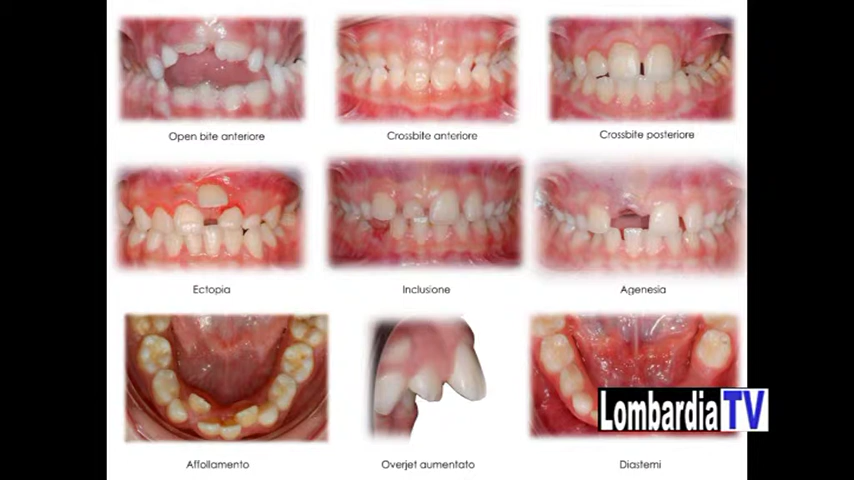 Open bite anteriore
Crossbite anteriore
Crossbite posteriore
Ectopia
Inclusione
Agenesia
Affollamento
Overjet aumentato
Diastemi
LombardiaTV